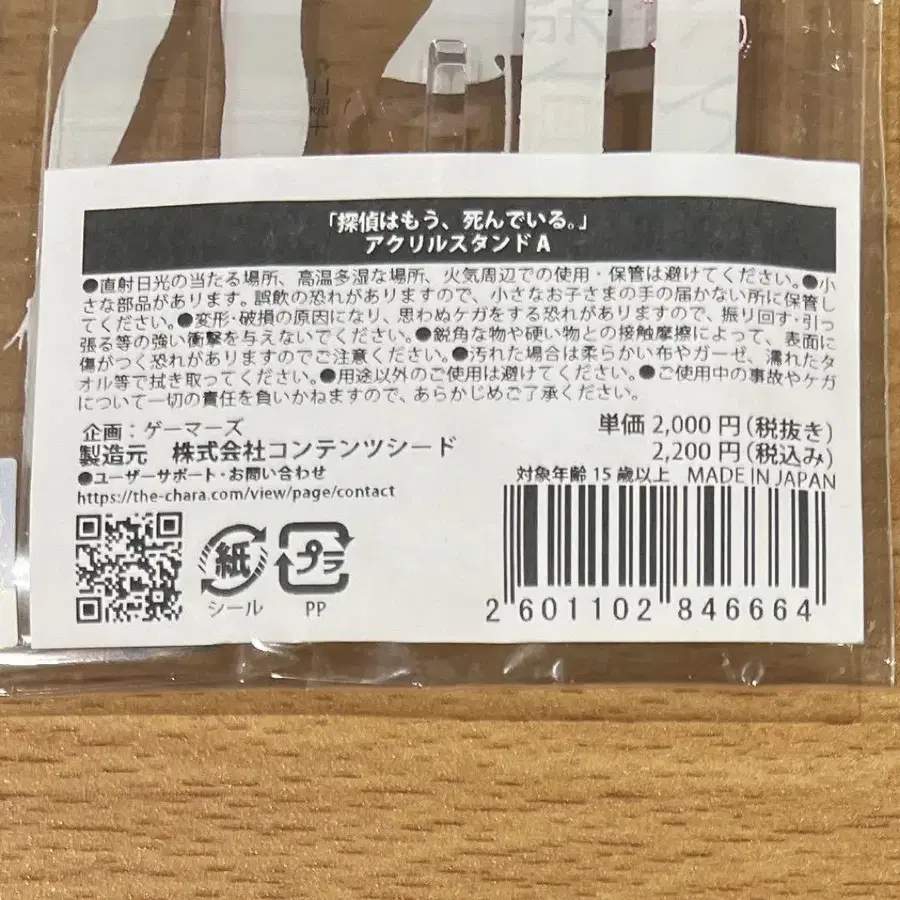 「探偵はもう、死んでいる。」
アクリルスタンド A
●直射日光の当たる場所、高温多湿な場所、火気周辺での使用・保管は避けてください。●小
さな部品があります。誤飲の恐れがありますので、小さなお子さまの手の届かない所に保管し
てください。●変形・破損の原因になり、思わぬケガをする恐れがありますので、振り回す・引っ
張る等の強い衝撃を与えないでください。●鋭角な物や硬い物との接触摩擦によって、表面に
傷がつく恐れがありますのでご注意ください。●汚れた場合は柔らかい布やガーゼ、濡れたタ
オル等で拭き取ってください。●用途以外のご使用は避けてください。●ご使用中の事故やケガ
について一切の責任を負いかねますので、あらかじめご了承ください。
企画：ゲーマーズ
単価 2,000 円（税抜き）
製造元　株式会社コンテンツシード
2,200 円（税込み）
●ユーザーサポート・お問い合わせ
対象年齢 15 歳以上　MADE IN JAPAN
https://the-chara.com/view/page/contact
紙
シール
プラ
PP
2 601102 846664